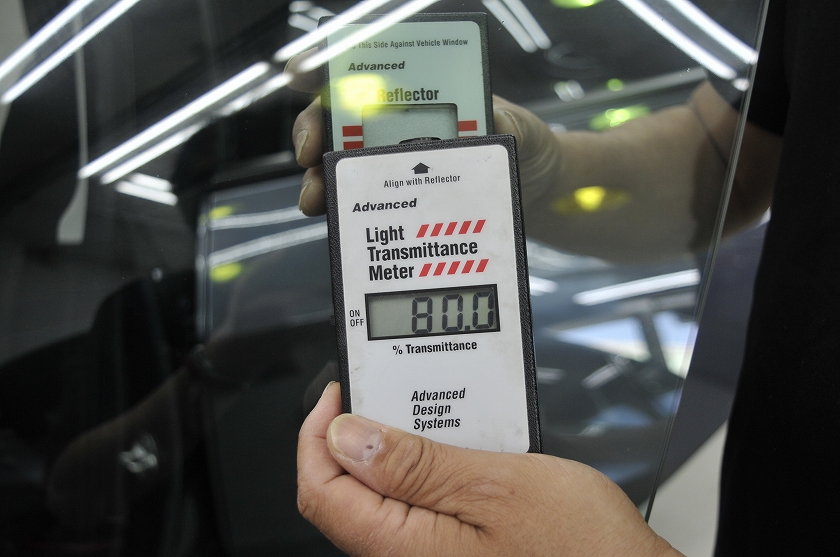 This Side Against Vehicle Window
Advanced
Reflector
Align with Reflector
Advanced
Light
Transmittance
Meter
ON
OFF
80.0
% Transmittance
Advanced
Design
Systems